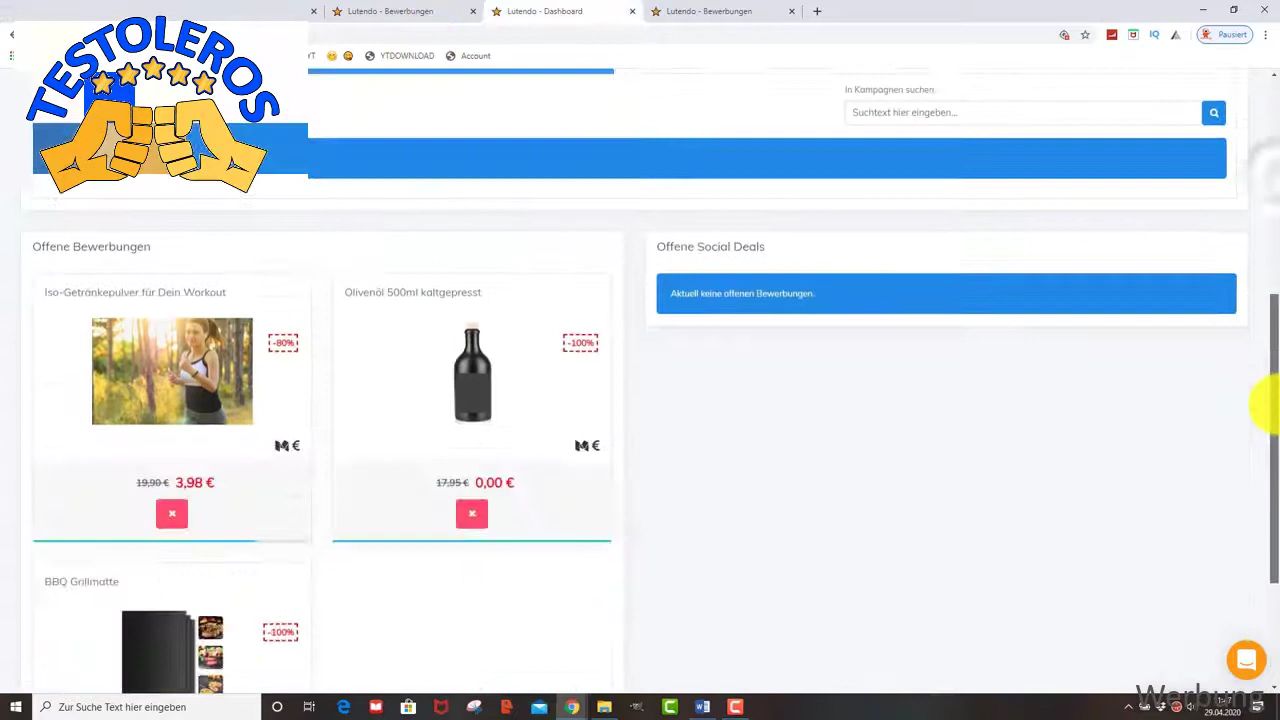 TESTOLEROS
Lutendo - Bewerbungen
Lutendo - Dashboard
Lutendo - Bewerbungen
YT
YTDOWNLOAD
Account
IQ
Pausiert
In Kampagnen suchen.
Suchtext hier eingeben...
Offene Bewerbungen
Offene Social Deals
Iso-Getränkepulver für Dein Workout
Olivenöl 500ml kaltgepresst
Aktuell keine offenen Bewerbungen.
-80%
-100%
€
€
19,90 € 3,98 €
17,95 € 0,00 €
BBQ Grillmatte
-100%
Werbung
Zur Suche Text hier eingeben
29.04.2020